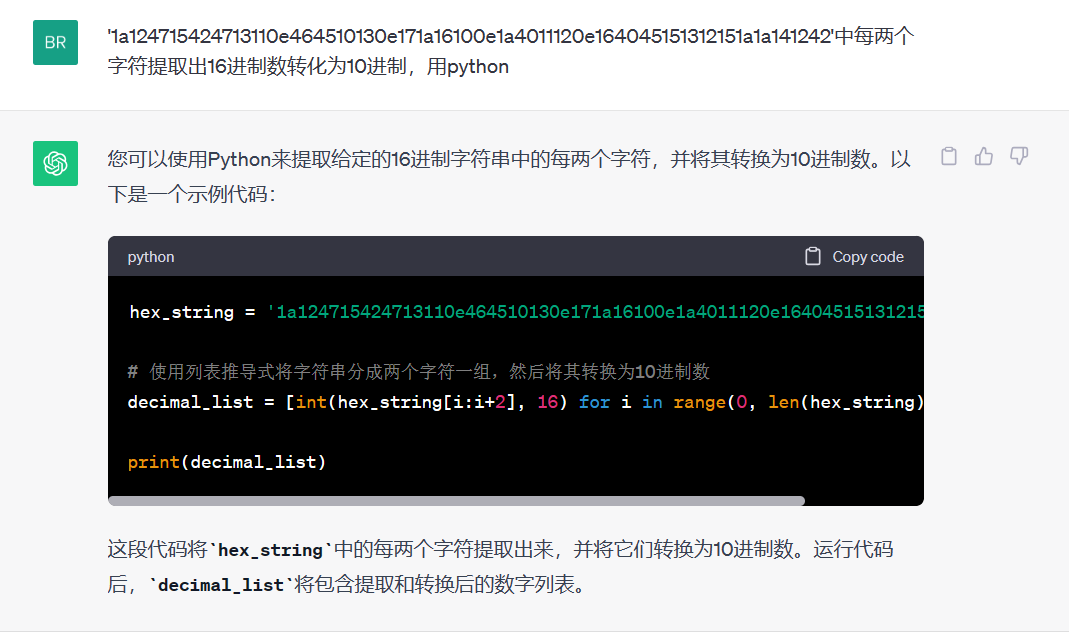 BR
'1a124715424713110e464510130e171a16100e1a4011120e164045151312151a1a141242'中每两个
字符提取出16进制数转化为10进制，用python
您可以使用Python来提取给定的16进制字符串中的每两个字符，并将其转换为10进制数。以
下是一个示例代码：
python
Copy code
hex_string = '1a124715424713110e464510130e171a16100e1a4011120e16404515131215
# 使用列表推导式将字符串分成两个字符一组，然后将其转换为10进制数
decimal_list = [int(hex_string[i:i+2], 16) for i in range(0, len(hex_string)
print(decimal_list)
这段代码将`hex_string`中的每两个字符提取出来，并将它们转换为10进制数。运行代码
后，`decimal_list`将包含提取和转换后的数字列表。